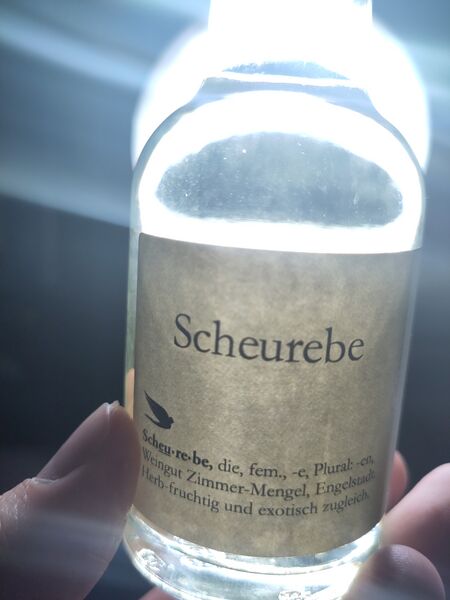 Scheurebe
Scheu·re·be, die, fem., -e, Plural: -en,
Weingut Zimmer-Mengel, Engelstadt.
Herb-fruchtig und exotisch zugleich.